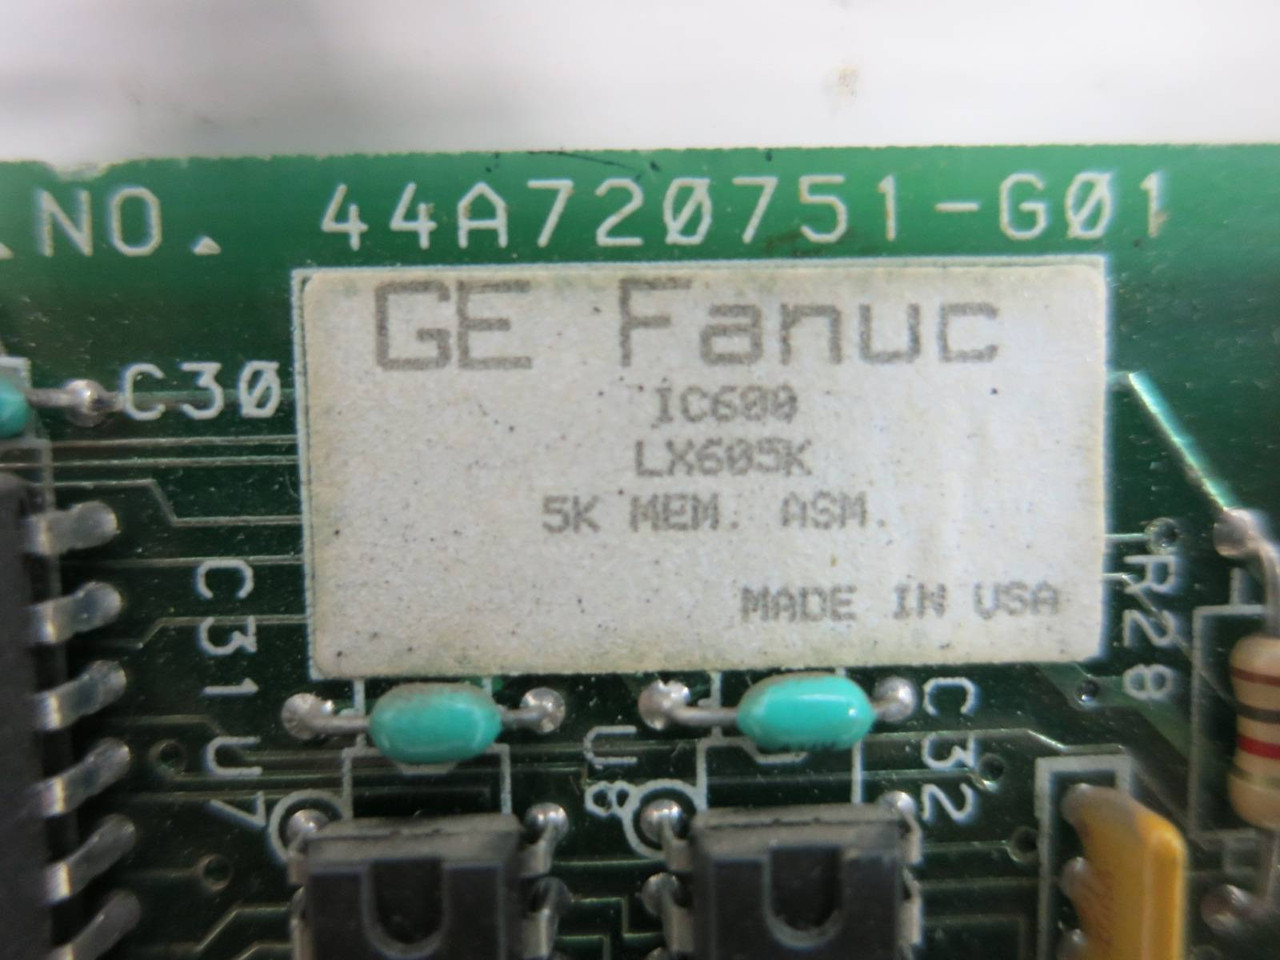 NO. 44A720751-G01
GE Fanuc
IC600
LX605K
5K MEM. ASM.
MADE IN USA
C30
C31
U7
U8
C32
R28